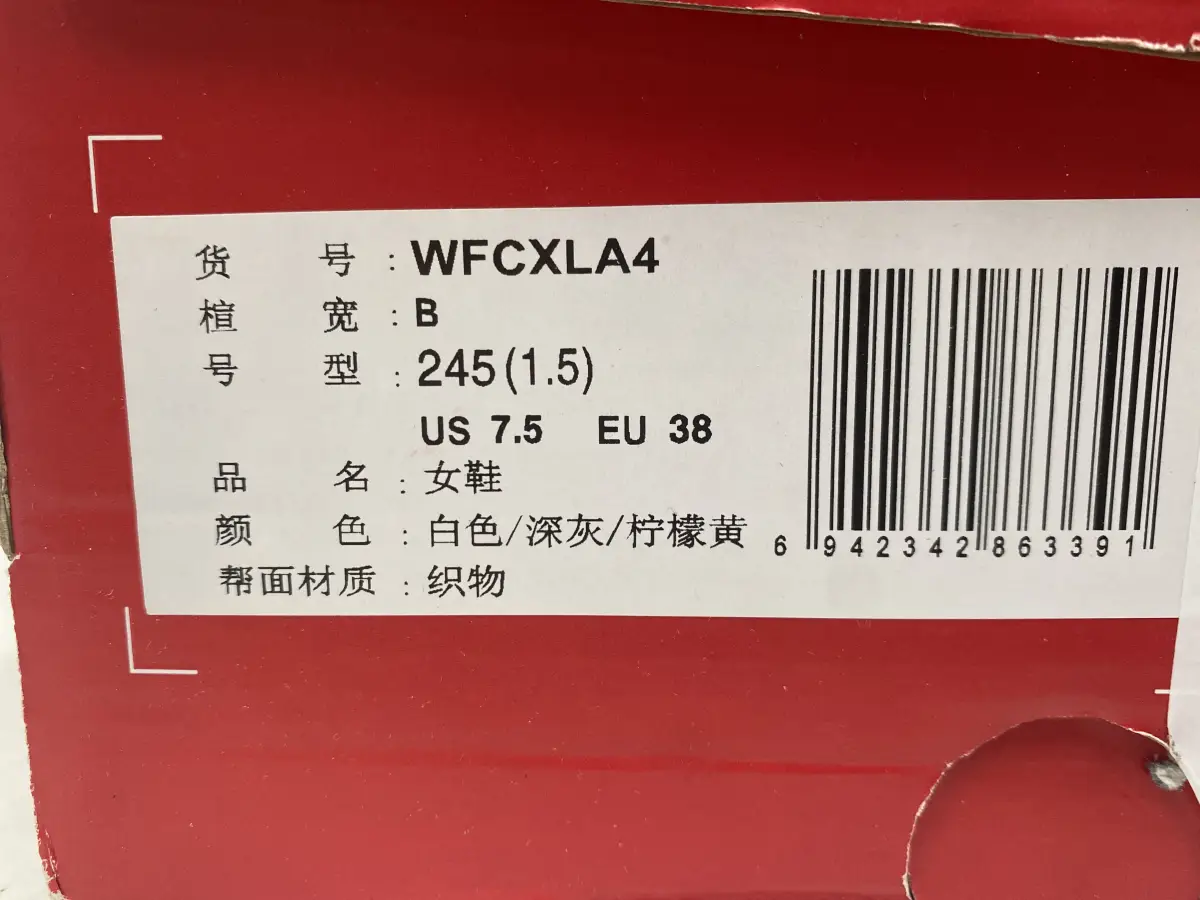 货 号：WFCXLA4
楦 宽：B
号 型：245(1.5)
US 7.5 EU 38
品 名：女鞋
颜 色：白色/深灰/柠檬黄
帮面材质：织物
6 942342 863391